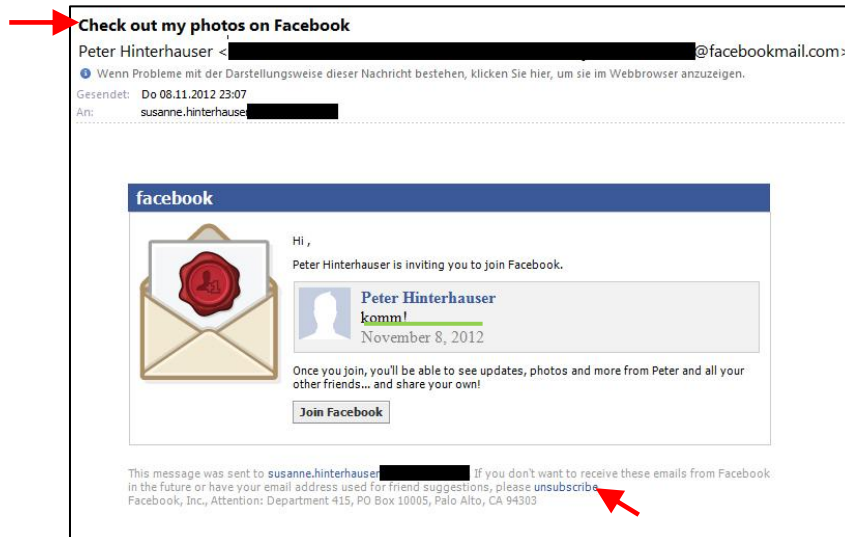 Check out my photos on Facebook
Peter Hinterhauser < @facebookmail.com>
Wenn Probleme mit der Darstellungsweise dieser Nachricht bestehen, klicken Sie hier, um sie im Webbrowser anzuzeigen.
Gesendet: Do 08.11.2012 23:07
An: susanne.hinterhause
facebook
Hi ,
Peter Hinterhauser is inviting you to join Facebook.
Peter Hinterhauser
komm!
November 8, 2012
Once you join, you'll be able to see updates, photos and more from Peter and all your
other friends... and share your own!
Join Facebook
This message was sent to susanne.hinterhauser If you don't want to receive these emails from Facebook
in the future or have your email address used for friend suggestions, please unsubscribe
Facebook, Inc., Attention: Department 415, PO Box 10005, Palo Alto, CA 94303